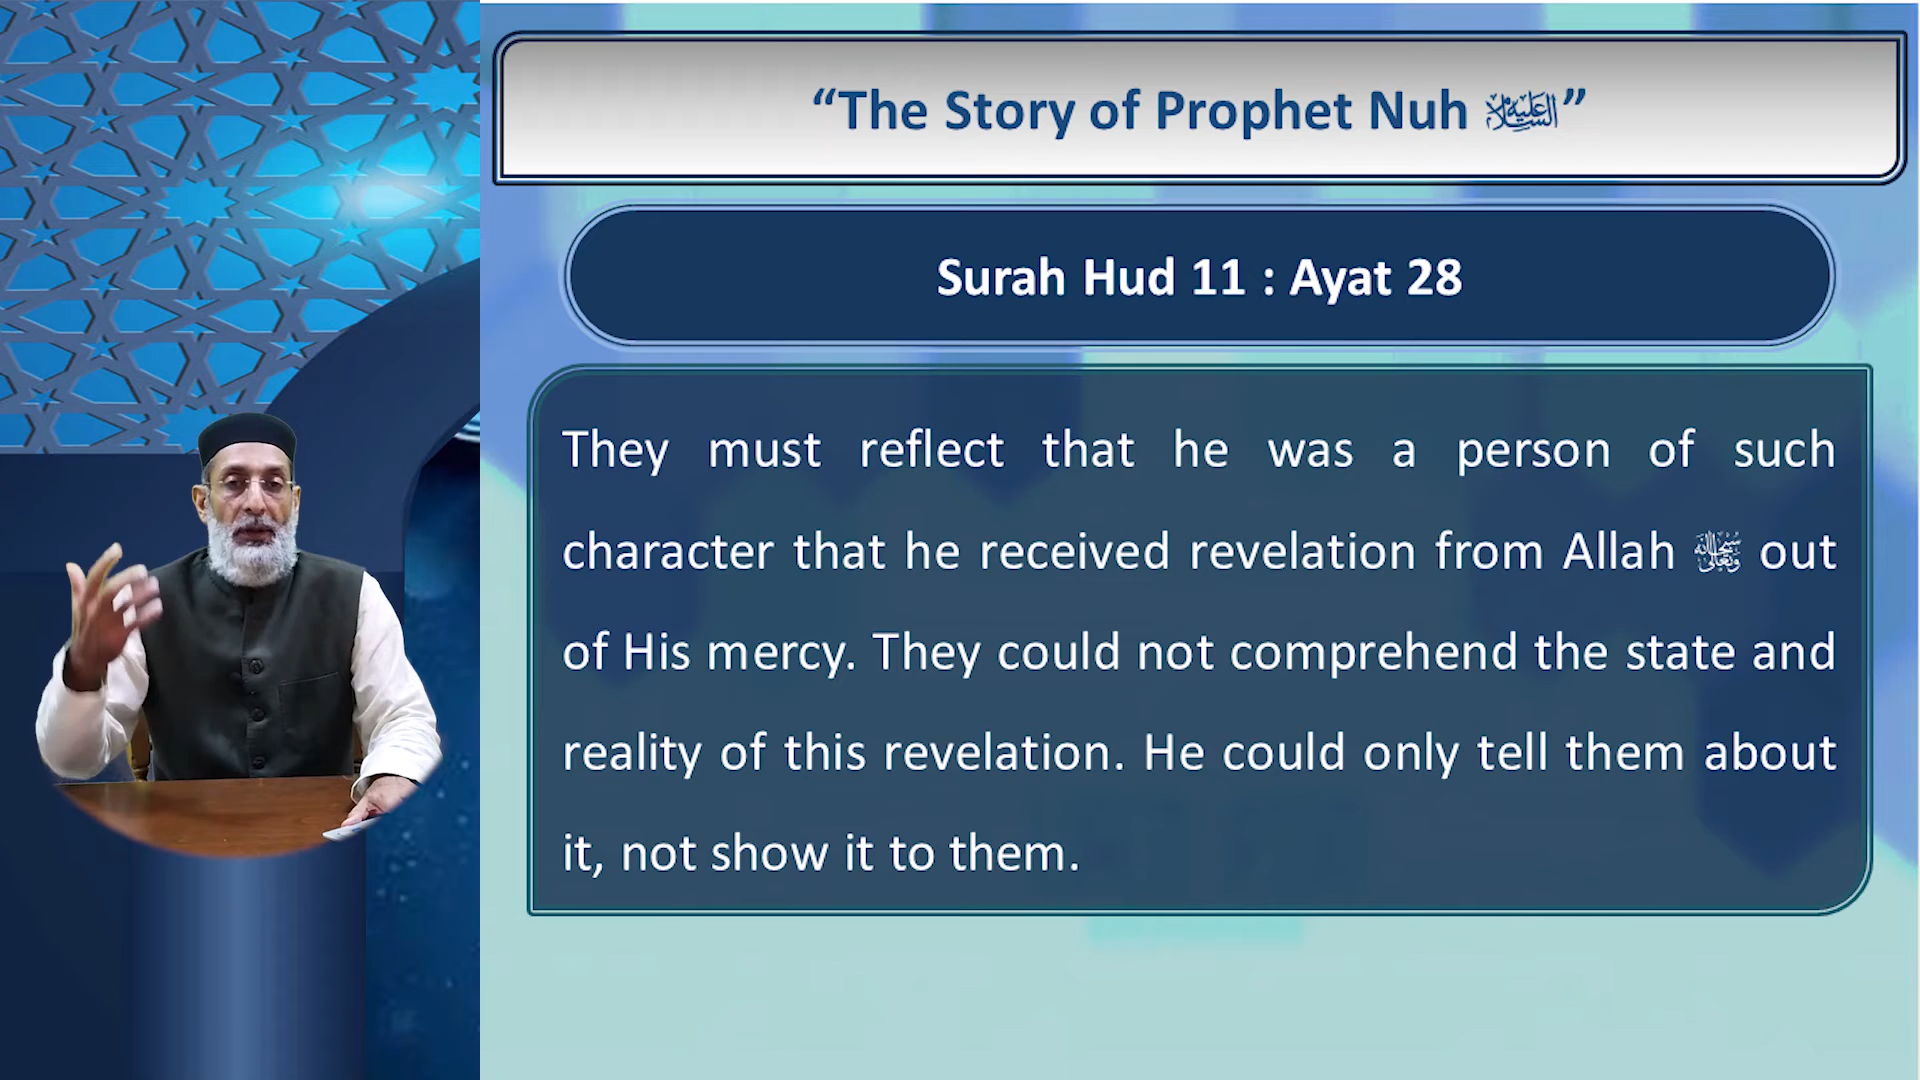 “The Story of Prophet Nuh عليه السلام”
Surah Hud 11 : Ayat 28
They must reflect that he was a person of such
character that he received revelation from Allah سبحانه وتعالى out
of His mercy. They could not comprehend the state and
reality of this revelation. He could only tell them about
it, not show it to them.